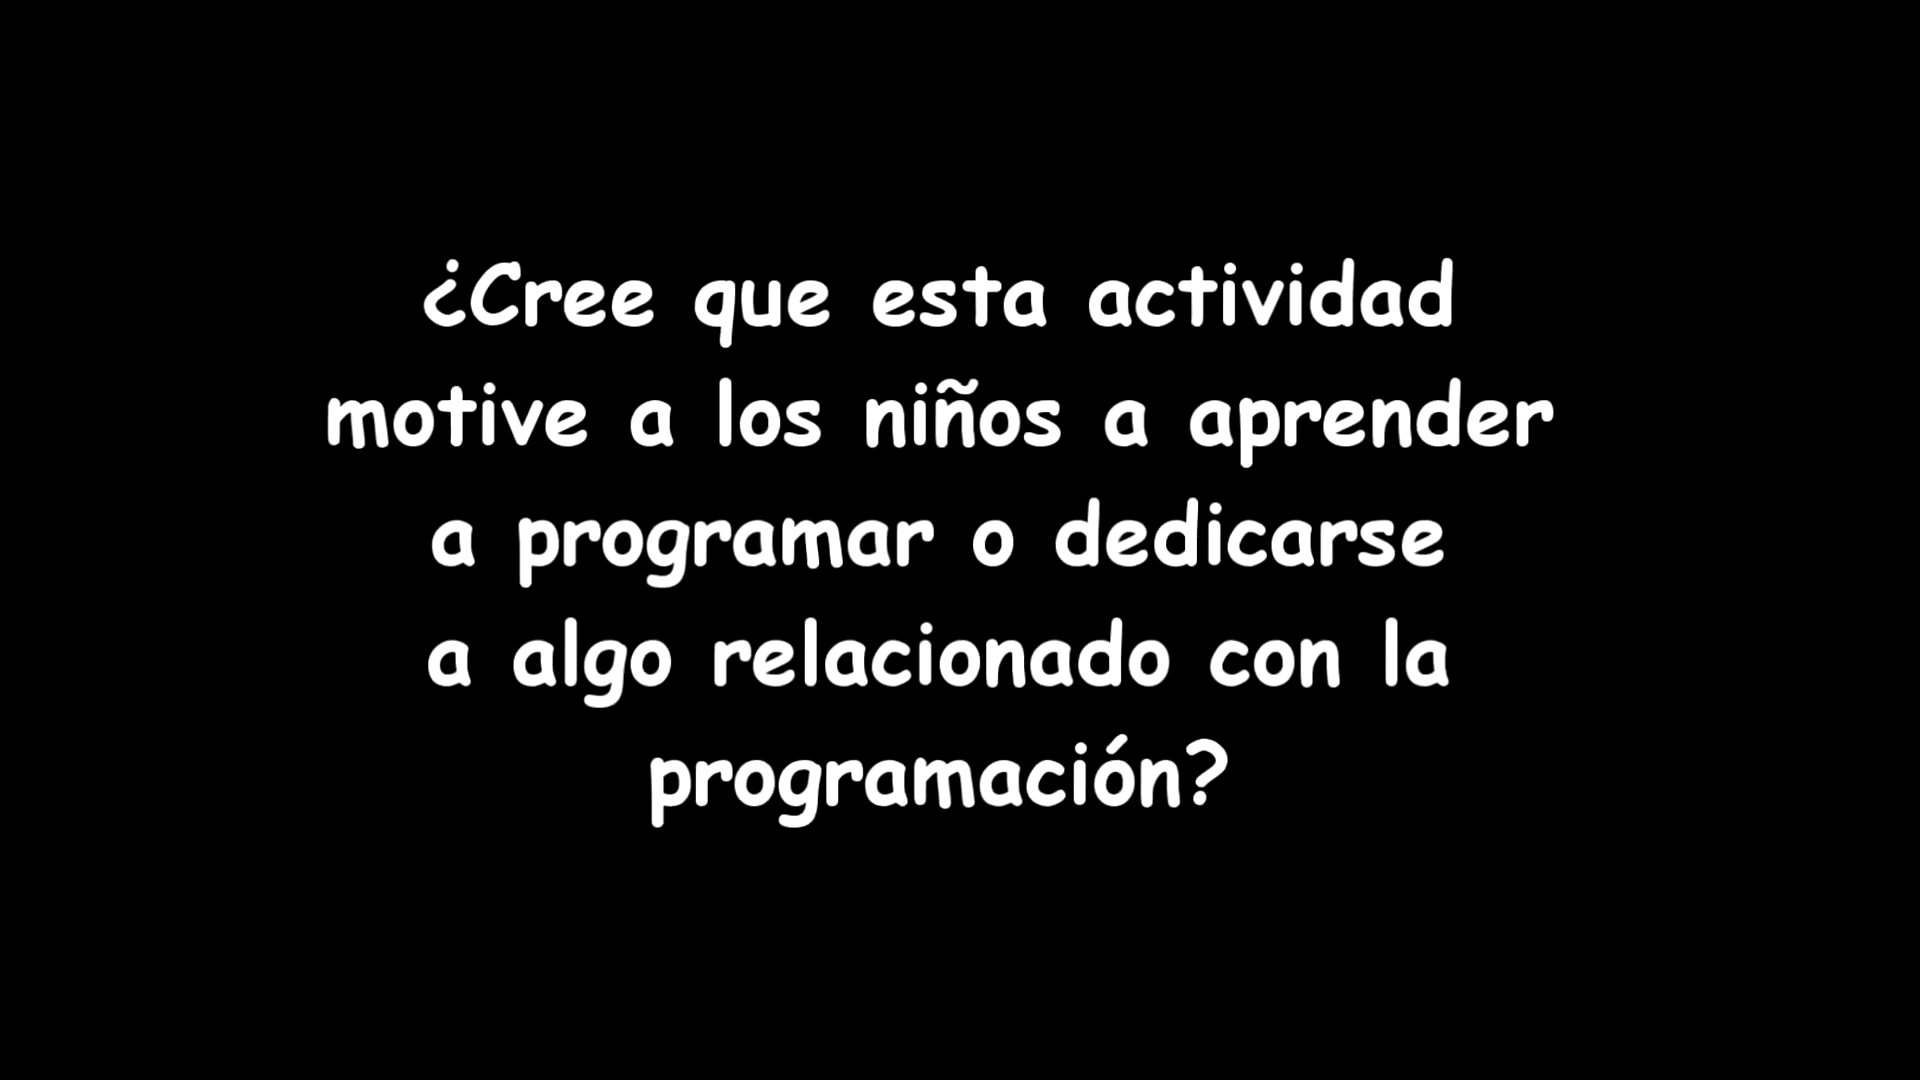 ¿Cree que esta actividad
motive a los niños a aprender
a programar o dedicarse
a algo relacionado con la
programación?